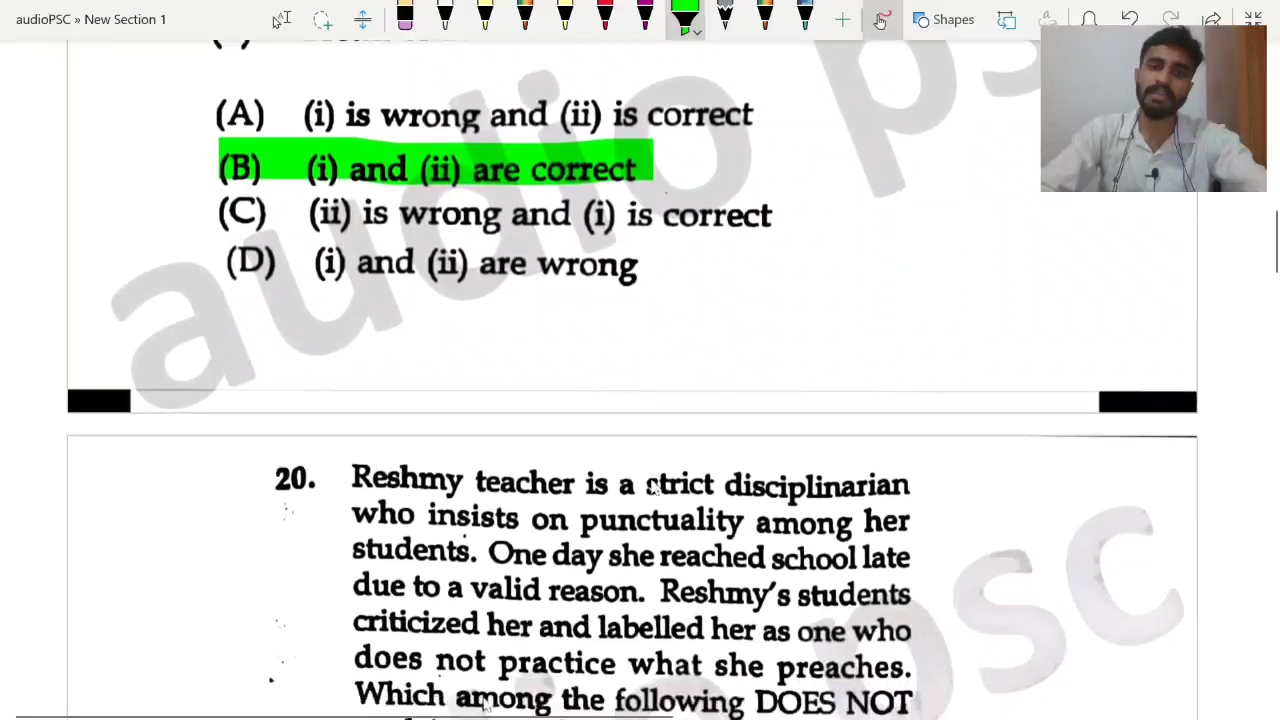 audioPSC » New Section 1
Shapes
(A) (i) is wrong and (ii) is correct
(B) (i) and (ii) are correct
(C) (ii) is wrong and (i) is correct
(D) (i) and (ii) are wrong
audio psc
20. Reshmy teacher is a strict disciplinarian
who insists on punctuality among her
students. One day she reached school late
due to a valid reason. Reshmy's students
criticized her and labelled her as one who
does not practice what she preaches.
Which among the following DOES NOT
psc